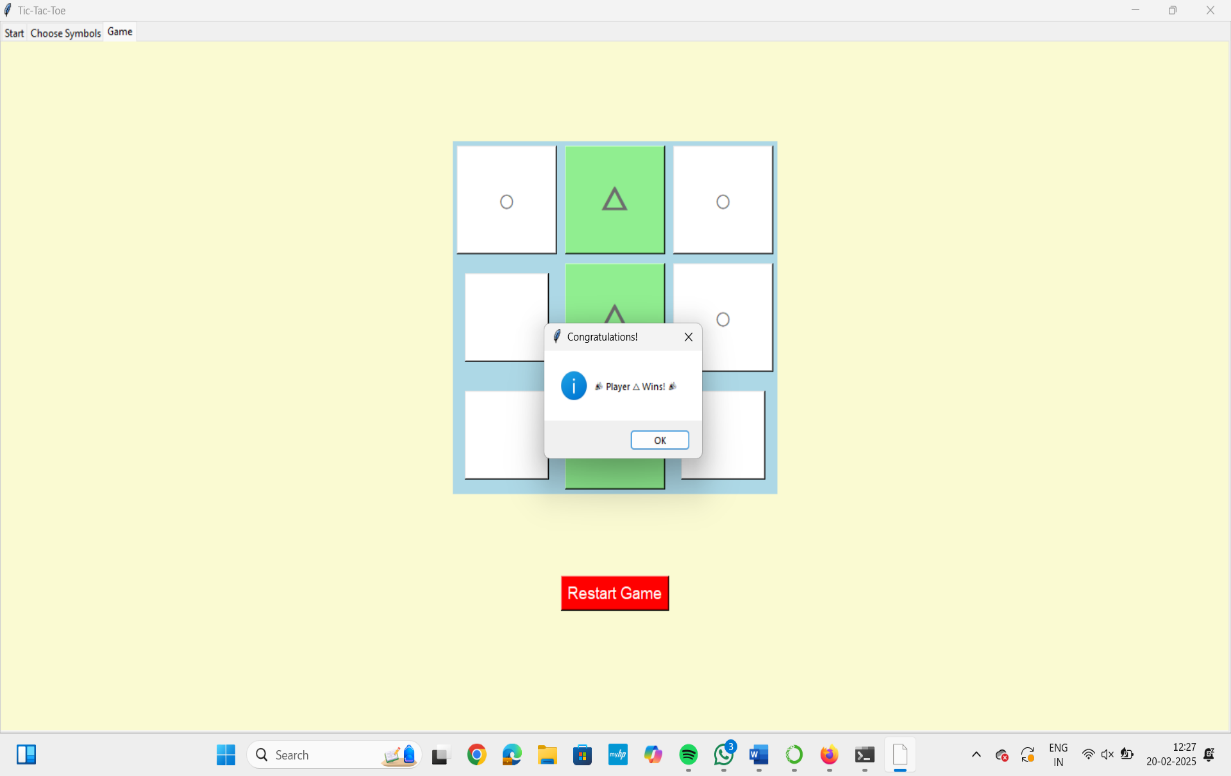 Tic-Tac-Toe
Start Choose Symbols Game
○ △ ○
△ ○
Congratulations!
🎉 Player △ Wins! 🎉
OK
Restart Game
Search
3
ENG
IN
12:27
20-02-2025